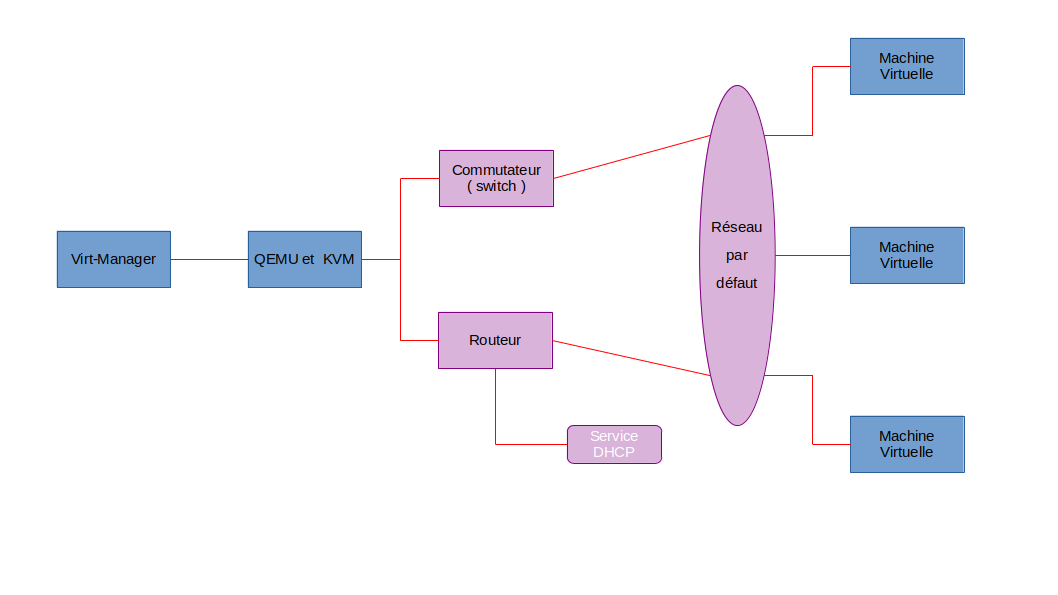 Machine
Virtuelle
Commutateur
( switch )
Réseau
par
défaut
Machine
Virtuelle
Virt-Manager
QEMU et  KVM
Routeur
Service
DHCP
Machine
Virtuelle